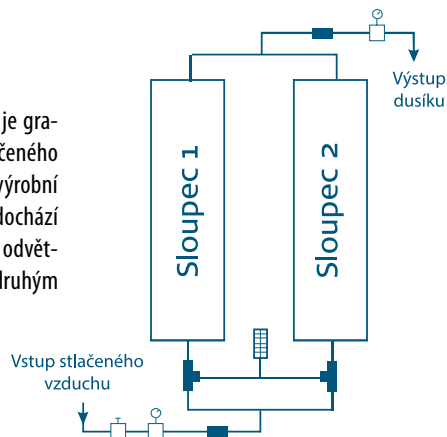 je gra-
čeného
výrobní
dochází
odvět-
druhým
Výstup
dusíku
Sloupec 1
Sloupec 2
Vstup stlačeného
vzduchu